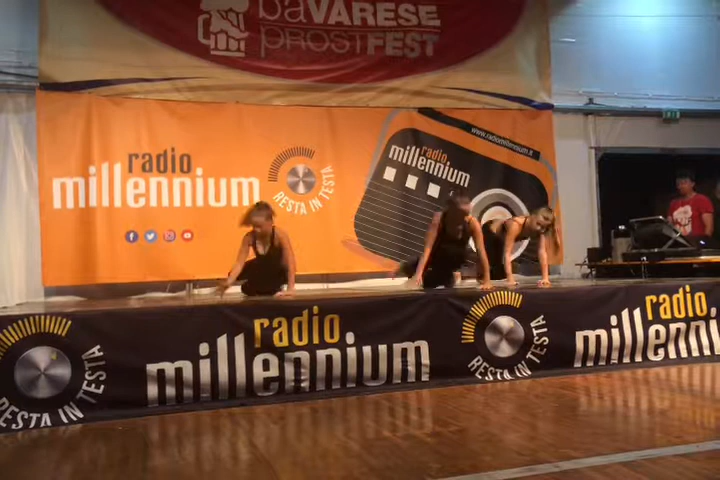 baVARESE
PROSTFEST
radio
millennium
RESTA IN TESTA
www.radiomillennium.it
radio
millennium
radio
millennium
RESTA IN TESTA
radio
millennium
RESTA IN TESTA